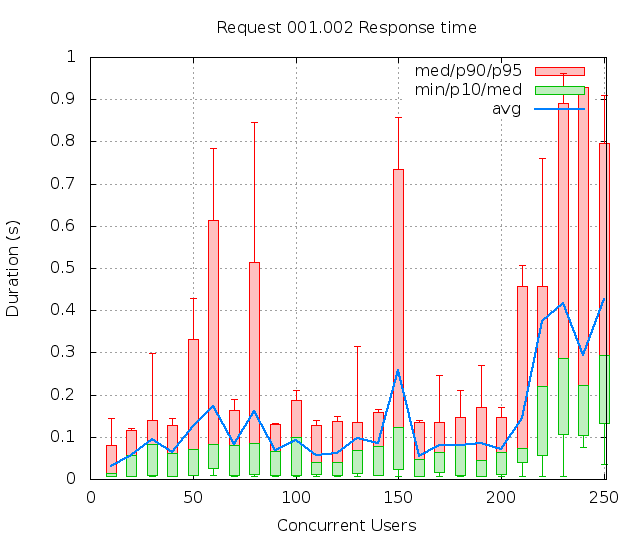 Request 001.002 Response time
med/p90/p95
min/p10/med
avg
Duration (s)
1
0.9
0.8
0.7
0.6
0.5
0.4
0.3
0.2
0.1
0
0 50 100 150 200 250
Concurrent Users